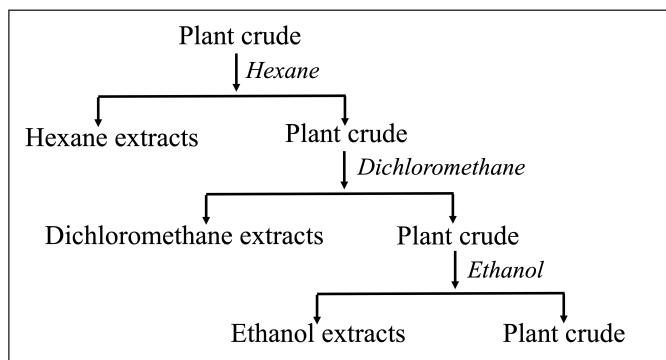 Plant crude
Hexane
Hexane extracts
Plant crude
Dichloromethane
Dichloromethane extracts
Plant crude
Ethanol
Ethanol extracts
Plant crude